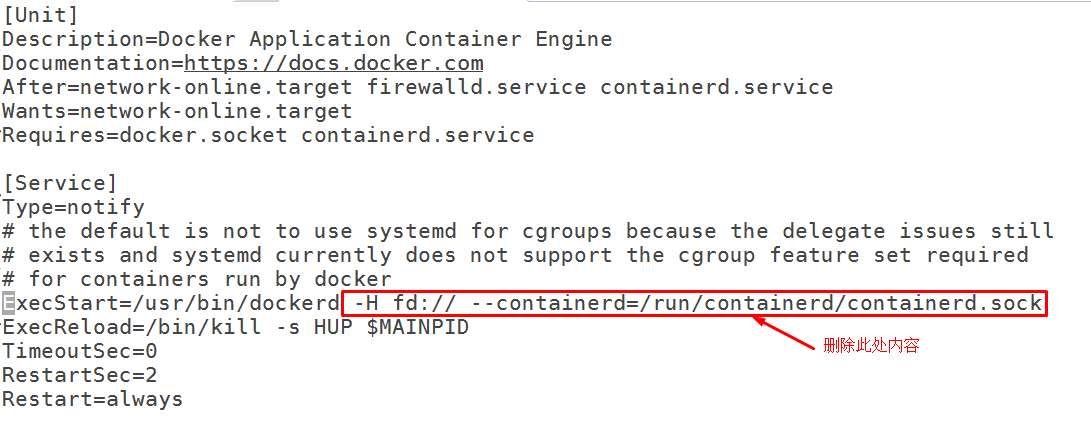 [Unit]
Description=Docker Application Container Engine
Documentation=https://docs.docker.com
After=network-online.target firewalld.service containerd.service
Wants=network-online.target
Requires=docker.socket containerd.service
[Service]
Type=notify
# the default is not to use systemd for cgroups because the delegate issues still
# exists and systemd currently does not support the cgroup feature set required
# for containers run by docker
ExecStart=/usr/bin/dockerd -H fd:// --containerd=/run/containerd/containerd.sock
ExecReload=/bin/kill -s HUP $MAINPID
删除此处内容
TimeoutSec=0
RestartSec=2
Restart=always